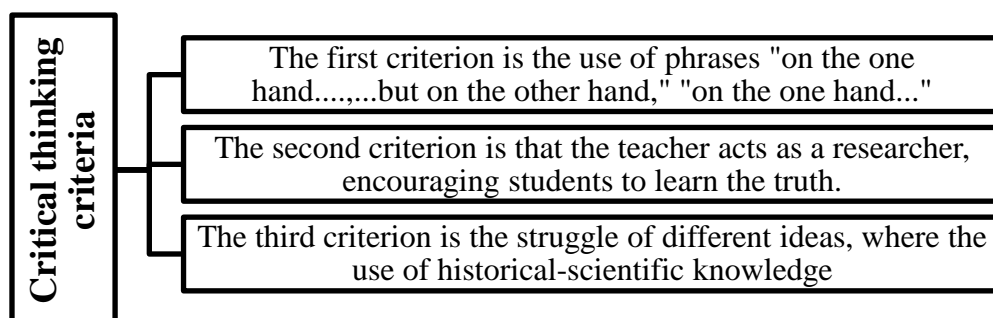 Critical thinking
criteria
The first criterion is the use of phrases "on the one
hand....,...but on the other hand," "on the one hand..."
The second criterion is that the teacher acts as a researcher,
encouraging students to learn the truth.
The third criterion is the struggle of different ideas, where the
use of historical-scientific knowledge